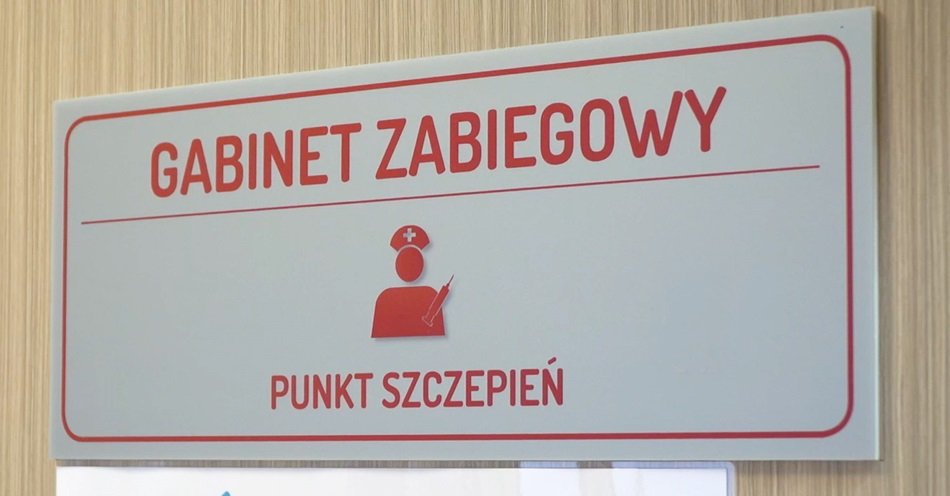 GABINET ZABIEGOWY
PUNKT SZCZEPIEŃ